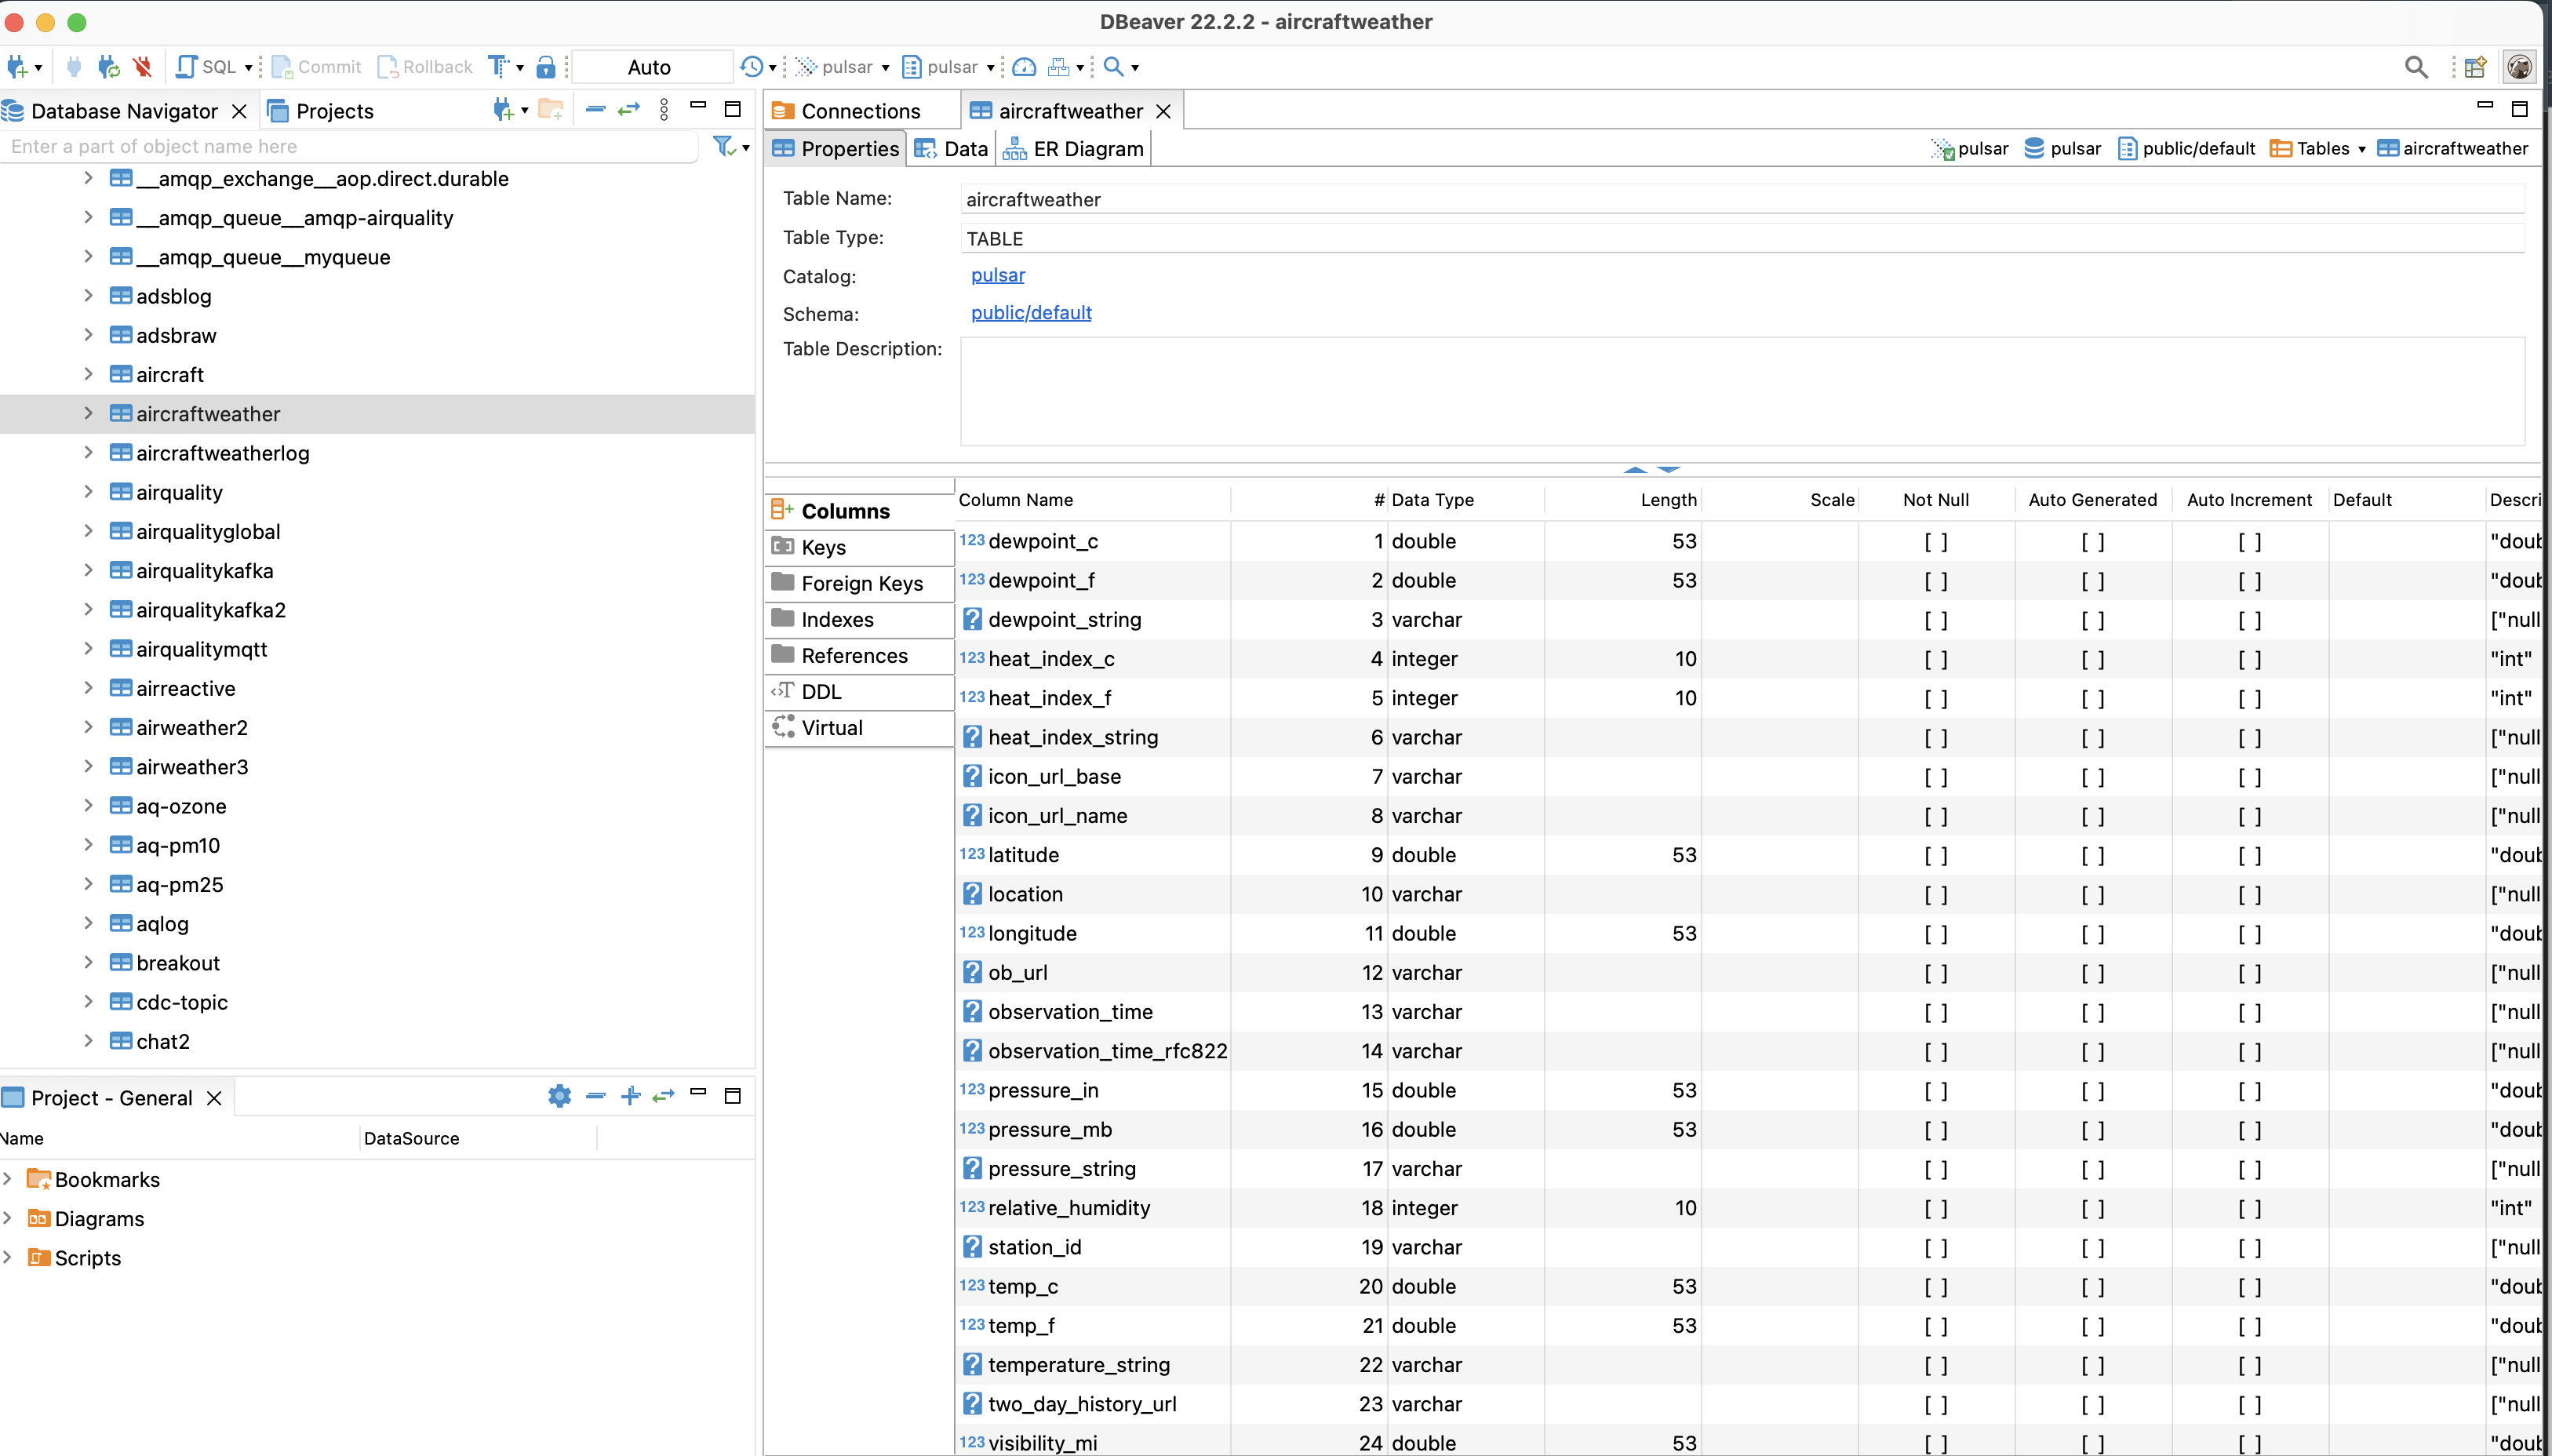 DBeaver 22.2.2 - aircraftweather
SQL Commit Rollback Auto pulsar pulsar
Database Navigator Projects
Enter a part of object name here
__amqp_exchange__aop.direct.durable
__amqp_queue__amqp-airquality
__amqp_queue__myqueue
adsblog
adsbraw
aircraft
aircraftweather
aircraftweatherlog
airquality
airqualityglobal
airqualitykafka
airqualitykafka2
airqualitymqtt
airreactive
airweather2
airweather3
aq-ozone
aq-pm10
aq-pm25
aqlog
breakout
cdc-topic
chat2
Project - General
Name DataSource
Bookmarks
Diagrams
Scripts
Connections aircraftweather
Properties Data ER Diagram pulsar pulsar public/default Tables aircraftweather
Table Name: aircraftweather
Table Type: TABLE
Catalog: pulsar
Schema: public/default
Table Description:
Columns
Keys
Foreign Keys
Indexes
References
DDL
Virtual
Column Name # Data Type Length Scale Not Null Auto Generated Auto Increment Default Descri
123 dewpoint_c 1 double 53 [ ] [ ] [ ] "doub
123 dewpoint_f 2 double 53 [ ] [ ] [ ] "doub
? dewpoint_string 3 varchar [ ] [ ] [ ] ["null
123 heat_index_c 4 integer 10 [ ] [ ] [ ] "int"
123 heat_index_f 5 integer 10 [ ] [ ] [ ] "int"
? heat_index_string 6 varchar [ ] [ ] [ ] ["null
? icon_url_base 7 varchar [ ] [ ] [ ] ["null
? icon_url_name 8 varchar [ ] [ ] [ ] ["null
123 latitude 9 double 53 [ ] [ ] [ ] "doub
? location 10 varchar [ ] [ ] [ ] ["null
123 longitude 11 double 53 [ ] [ ] [ ] "doub
? ob_url 12 varchar [ ] [ ] [ ] ["null
? observation_time 13 varchar [ ] [ ] [ ] ["null
? observation_time_rfc822 14 varchar [ ] [ ] [ ] ["null
123 pressure_in 15 double 53 [ ] [ ] [ ] "doub
123 pressure_mb 16 double 53 [ ] [ ] [ ] "doub
? pressure_string 17 varchar [ ] [ ] [ ] ["null
123 relative_humidity 18 integer 10 [ ] [ ] [ ] "int"
? station_id 19 varchar [ ] [ ] [ ] ["null
123 temp_c 20 double 53 [ ] [ ] [ ] "doub
123 temp_f 21 double 53 [ ] [ ] [ ] "doub
? temperature_string 22 varchar [ ] [ ] [ ] ["null
? two_day_history_url 23 varchar [ ] [ ] [ ] ["null
123 visibility_mi 24 double 53 [ ] [ ] [ ] "doub